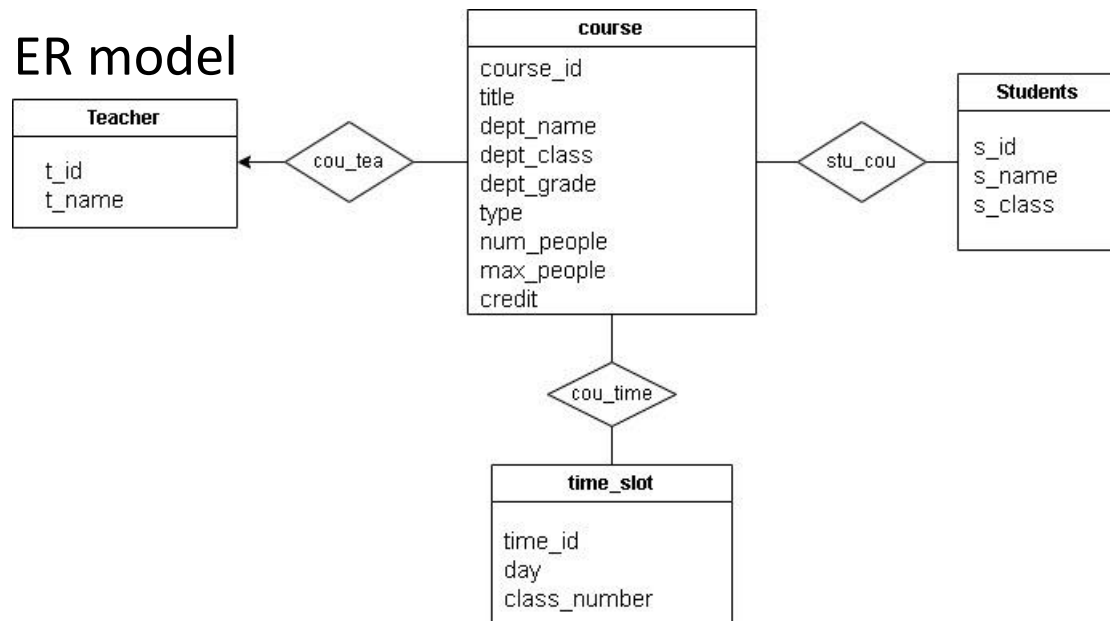 ER model
Teacher
t_id
t_name
cou_tea
course
course_id
title
dept_name
dept_class
dept_grade
type
num_people
max_people
credit
stu_cou
Students
s_id
s_name
s_class
cou_time
time_slot
time_id
day
class_number